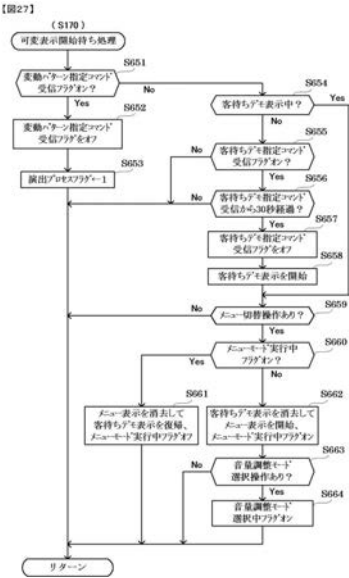 【図27】
(S170)
可変表示開始待ち処理
S651
変動パターン指定コマンド
受信フラグオン？
No
Yes
S652
変動パターン指定コマンド
受信フラグをオフ
S653
演出プロセスフラグ←1
S654
客待ちデモ表示中？
Yes
No
S655
客待ちデモ指定コマンド
受信フラグオン？
No
Yes
S656
客待ちデモ指定コマンド
受信から30秒経過？
No
Yes
S657
客待ちデモ指定コマンド
受信フラグをオフ
S658
客待ちデモ表示を開始
S659
メニュー切替操作あり？
No
Yes
S660
メニューモード実行中
フラグオン？
Yes
No
S661
メニュー表示を消去して
客待ちデモ表示を復帰、
メニューモード実行中フラグオフ
S662
客待ちデモ表示を消去して
メニュー表示を開始、
メニューモード実行中フラグオン
S663
音量調整モード
選択操作あり？
No
Yes
S664
音量調整モード
選択中フラグオン
リターン